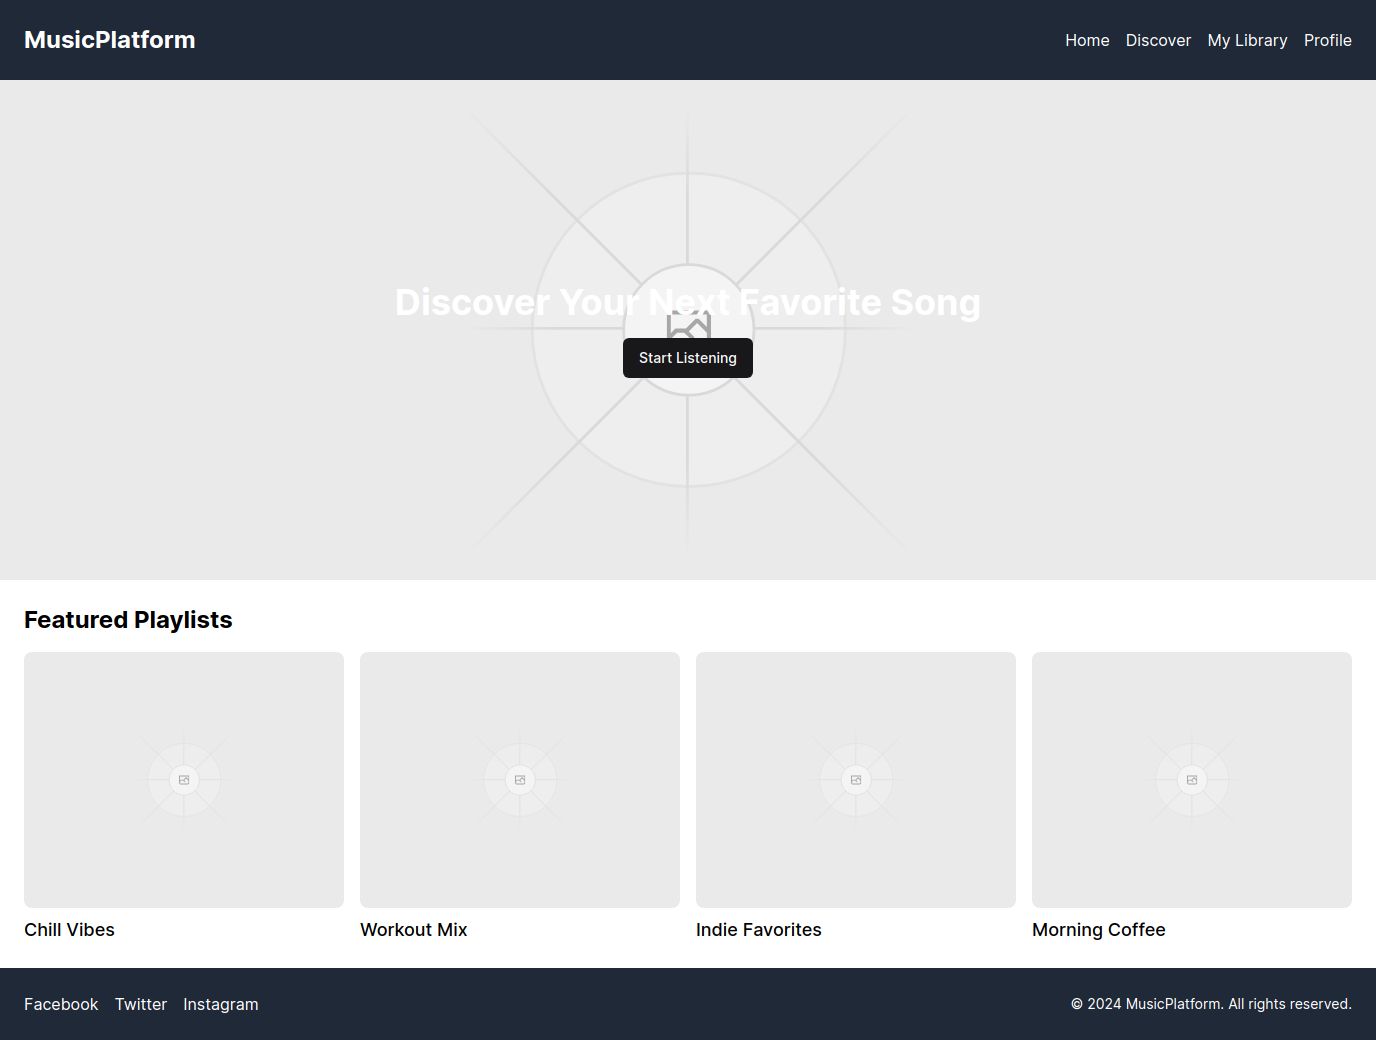 MusicPlatform
Home Discover My Library Profile
Discover Your Next Favorite Song
Start Listening
Featured Playlists
Chill Vibes
Workout Mix
Indie Favorites
Morning Coffee
Facebook Twitter Instagram
© 2024 MusicPlatform. All rights reserved.